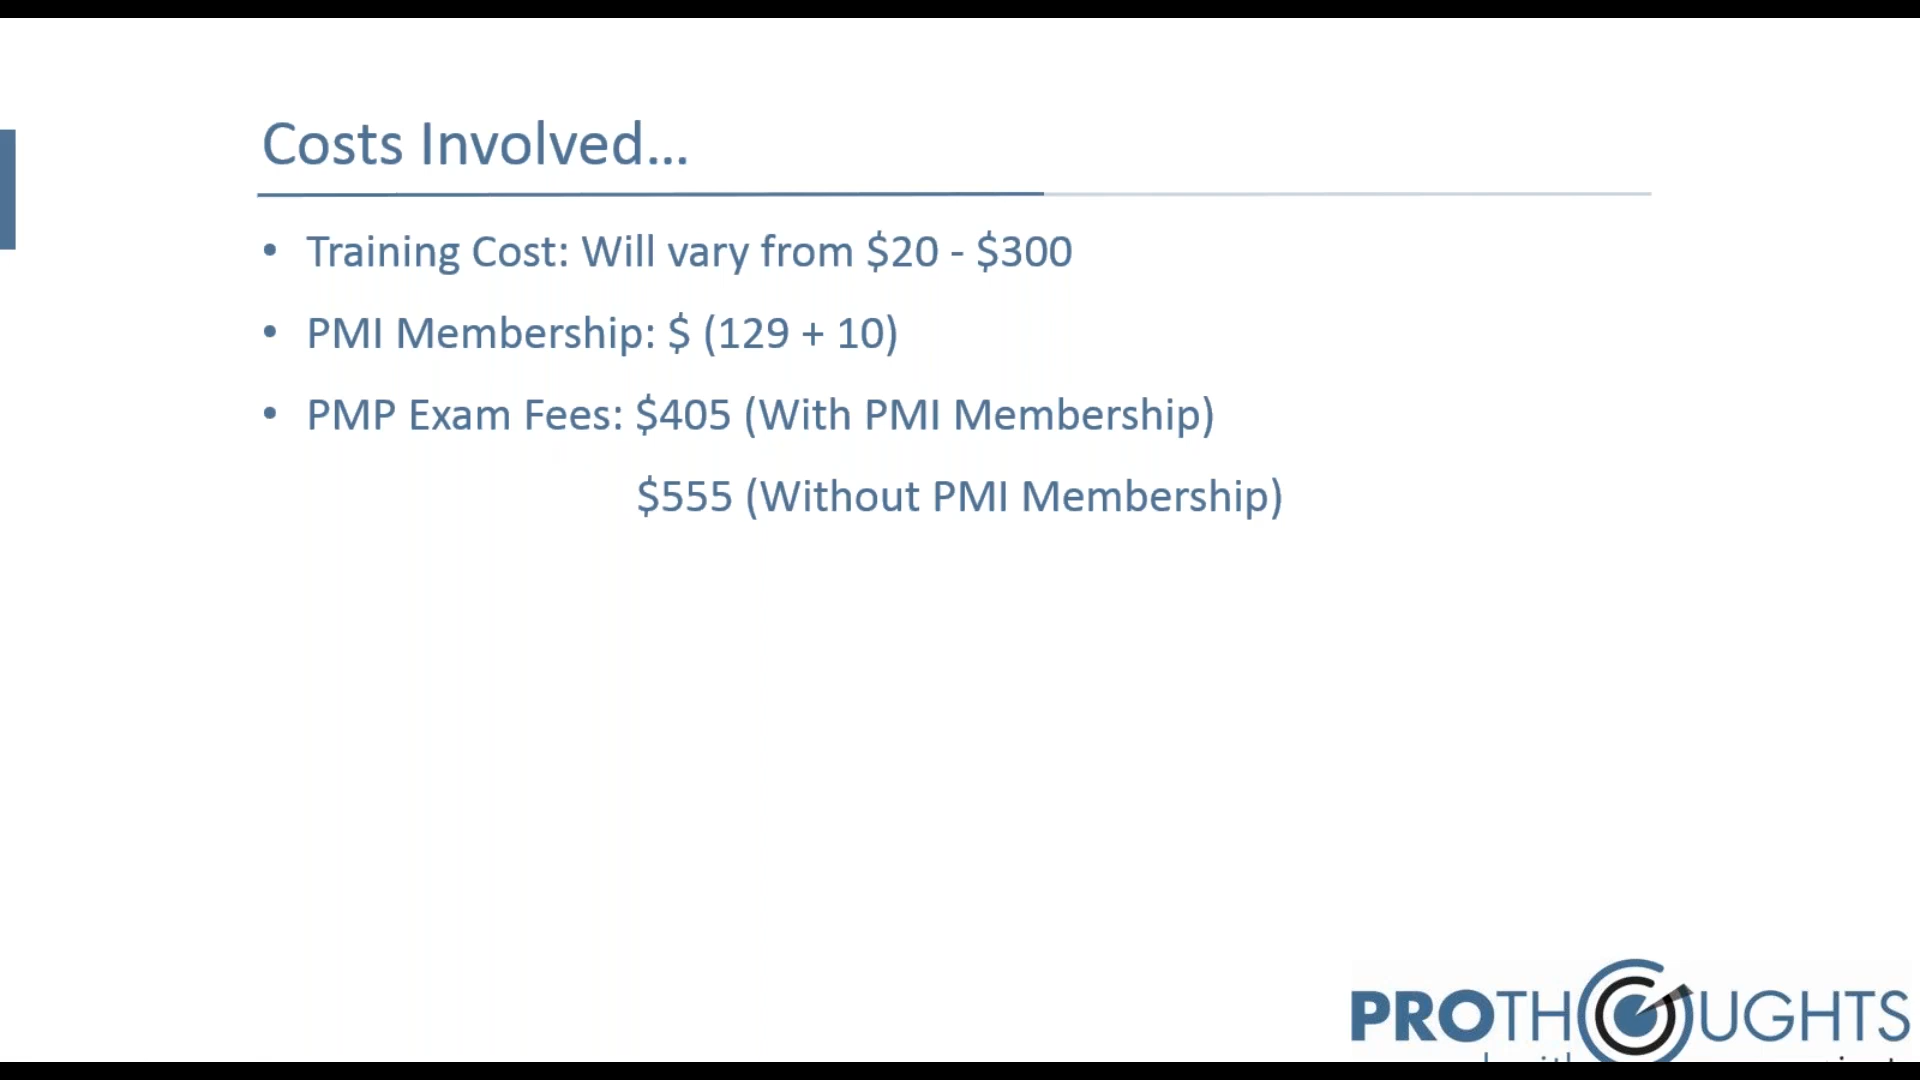 Costs Involved...
• Training Cost: Will vary from $20 - $300
• PMI Membership: $ (129 + 10)
• PMP Exam Fees: $405 (With PMI Membership)
$555 (Without PMI Membership)
PROTHOUGHTS